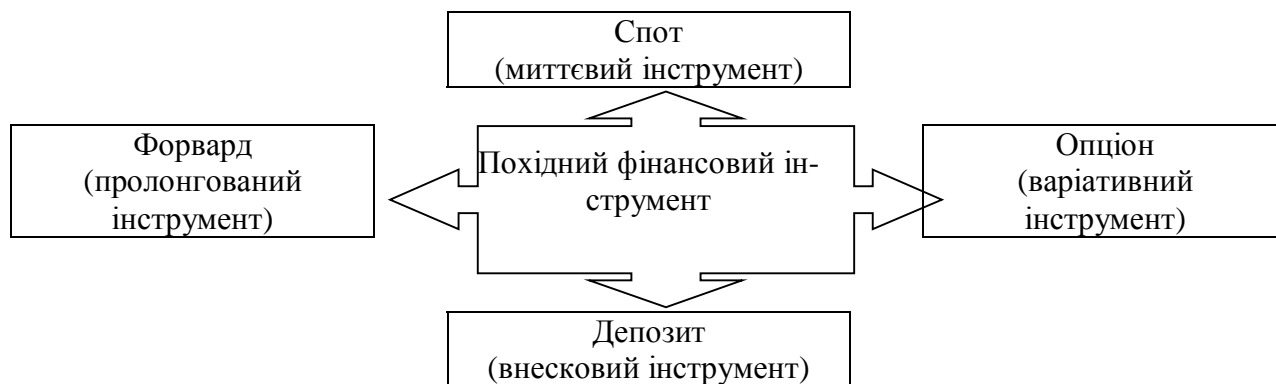 Спот
(миттєвий інструмент)
Форвард
(пролонгований
інструмент)
Похідний фінансовий ін-
струмент
Опціон
(варіативний
інструмент)
Депозит
(внесковий інструмент)